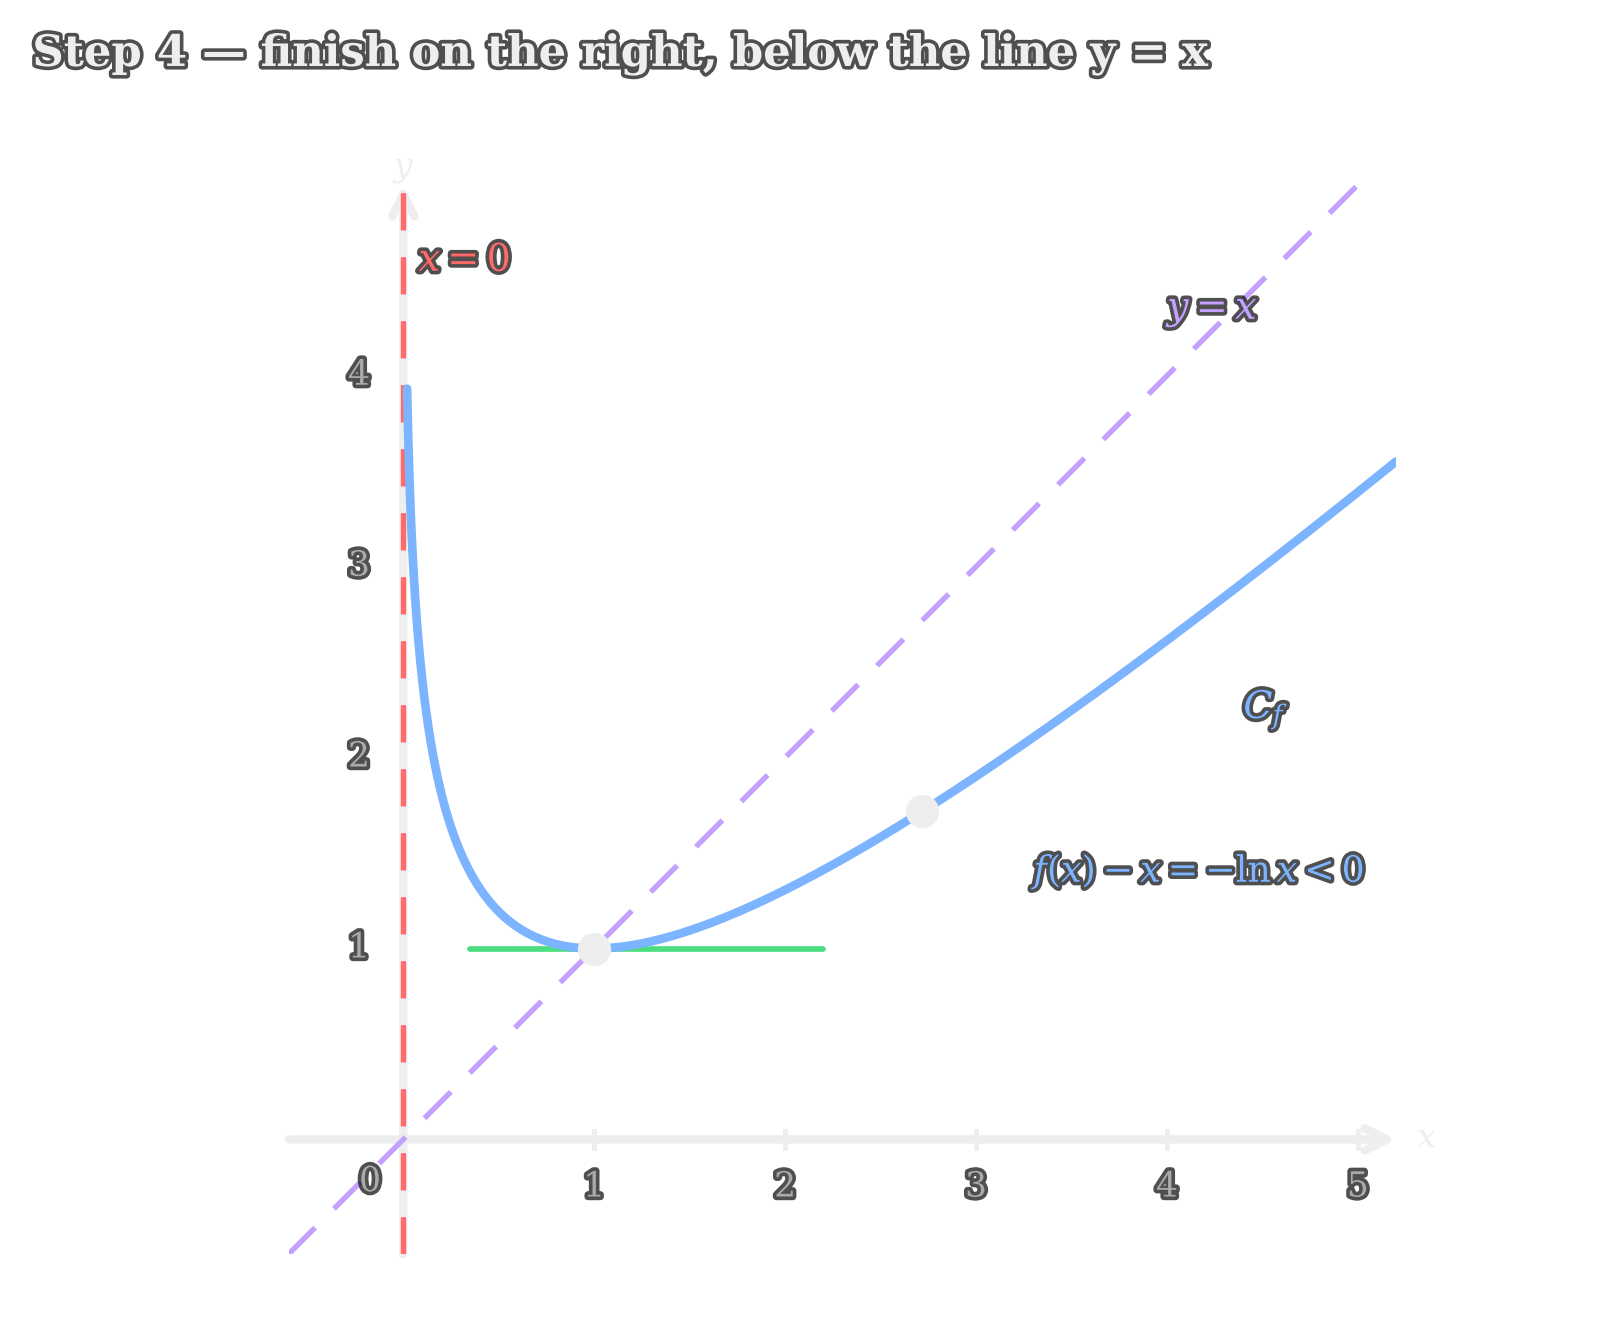 Step 4 — finish on the right, below the line y = x
y
x = 0
y = x
4
3
2
1
C_f
f(x) − x = −ln x < 0
x
0 1 2 3 4 5